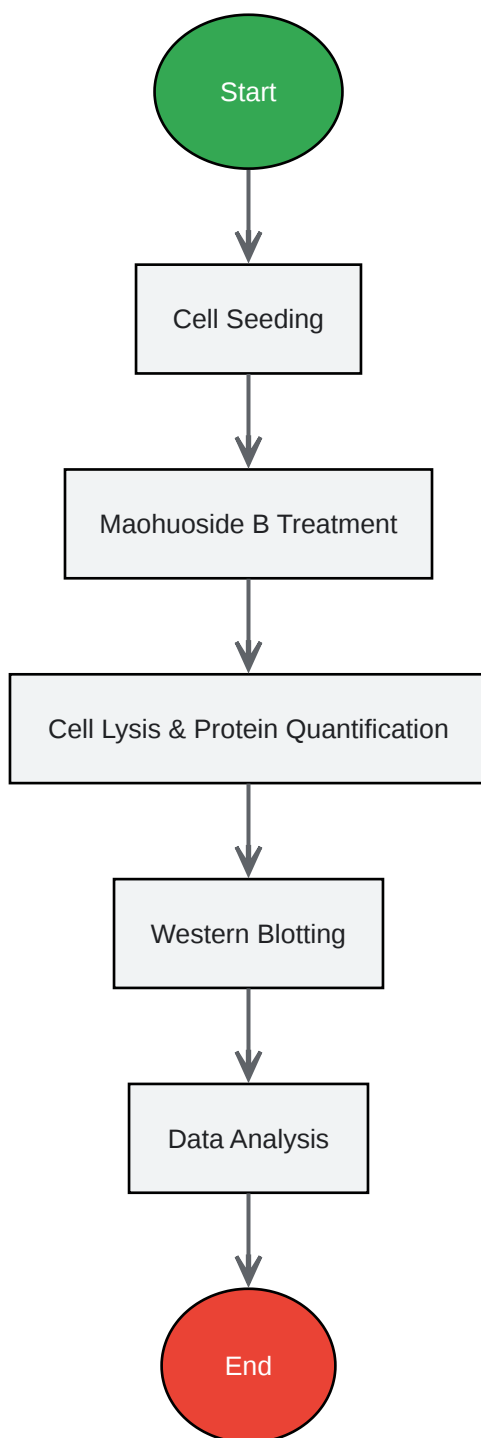 Start
Cell Seeding
Maohuoside B Treatment
Cell Lysis & Protein Quantification
Western Blotting
Data Analysis
End